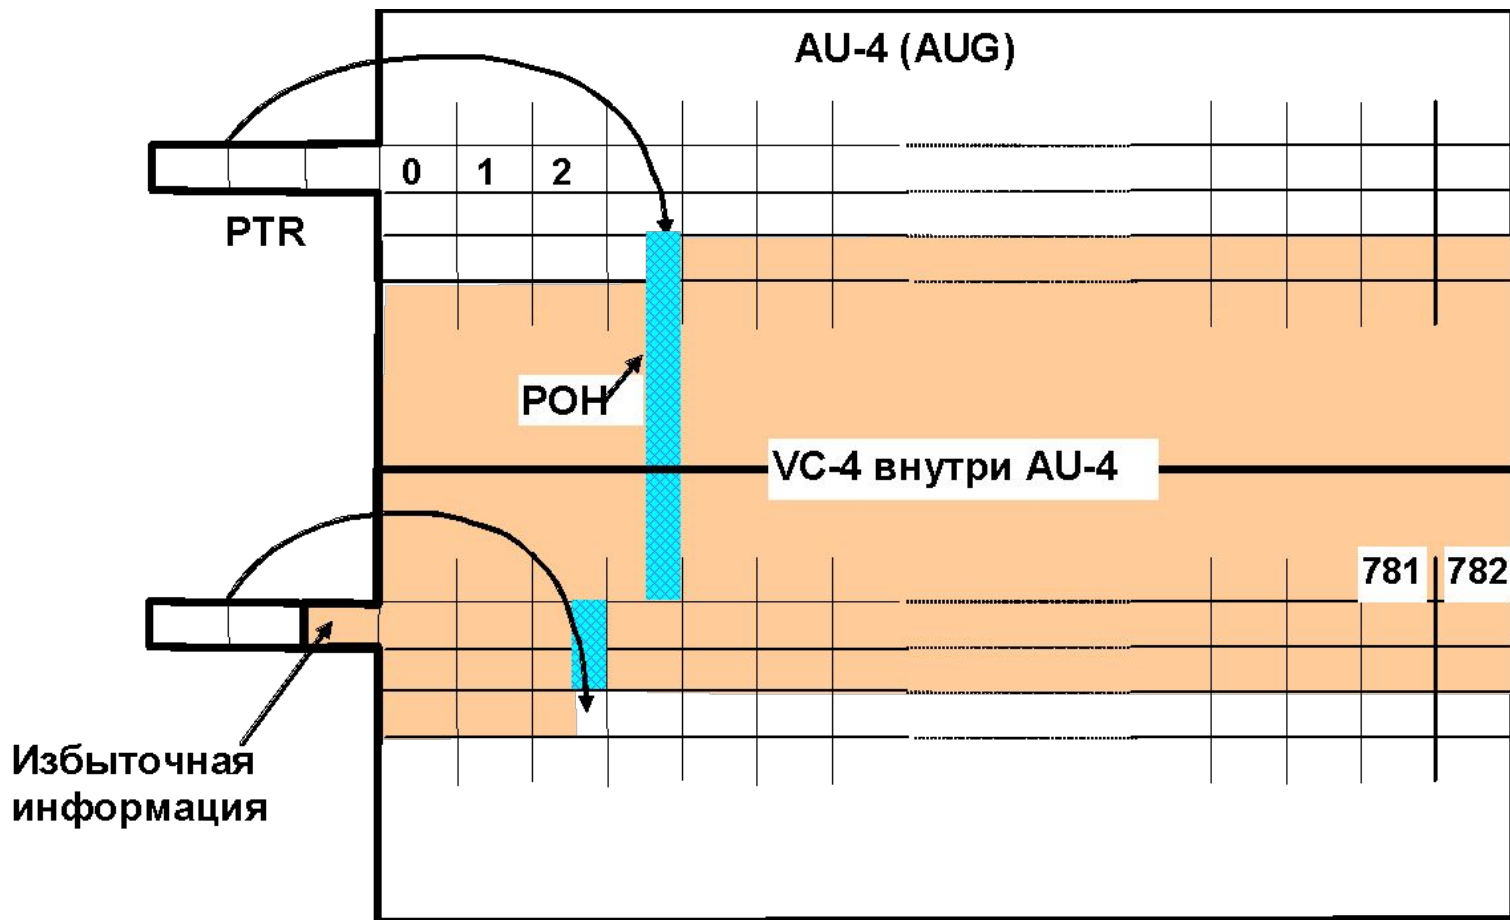 AU-4 (AUG)
0 1 2
PTR
POH
VC-4 внутри AU-4
781 782
Избыточная
информация